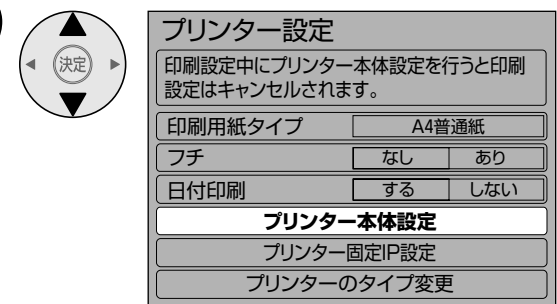 決定
プリンター設定
印刷設定中にプリンター本体設定を行うと印刷
設定はキャンセルされます。
印刷用紙タイプ A4普通紙
フチ なし あり
日付印刷 する しない
プリンター本体設定
プリンター固定IP設定
プリンターのタイプ変更